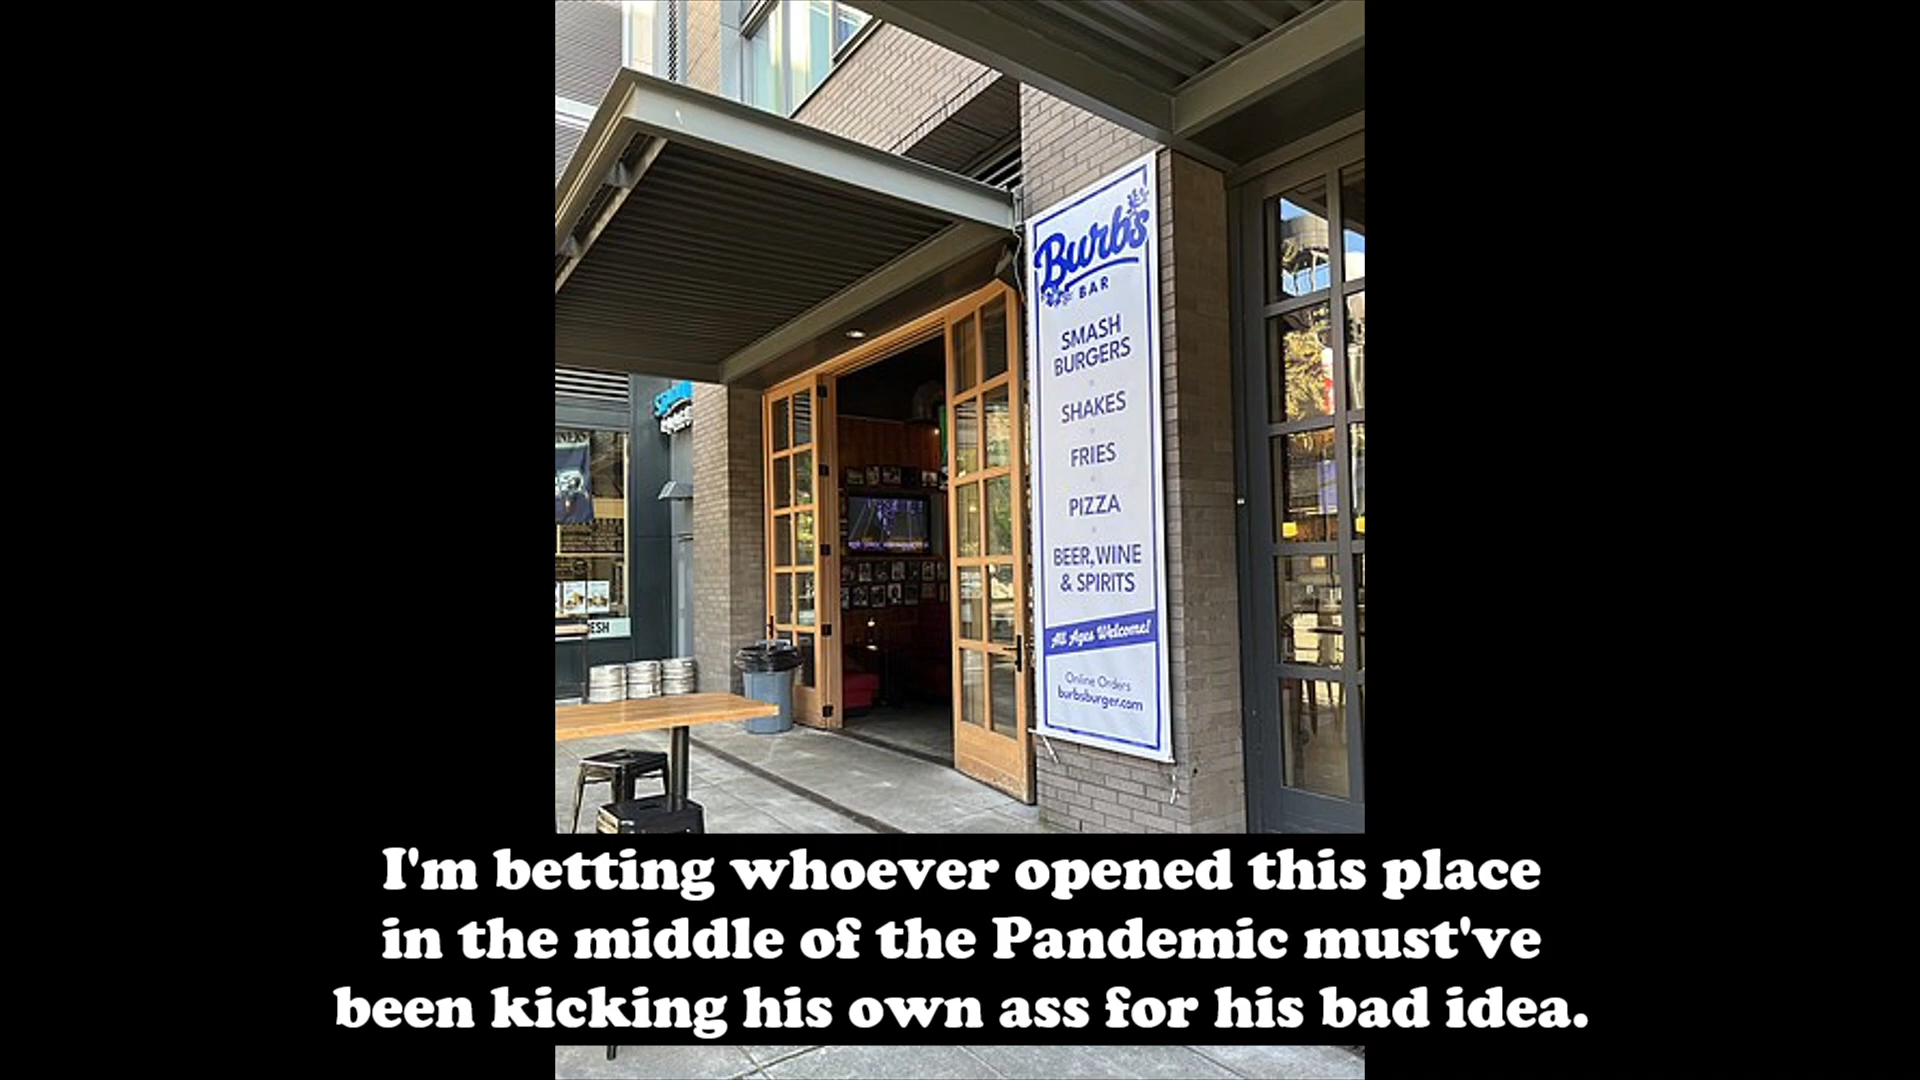 Burb's
BAR
SMASH
BURGERS
SHAKES
FRIES
PIZZA
BEER, WINE
& SPIRITS
All Ages Welcome!
Online Orders
burbsburger.com
ESH
I'm betting whoever opened this place
in the middle of the Pandemic must've
been kicking his own ass for his bad idea.